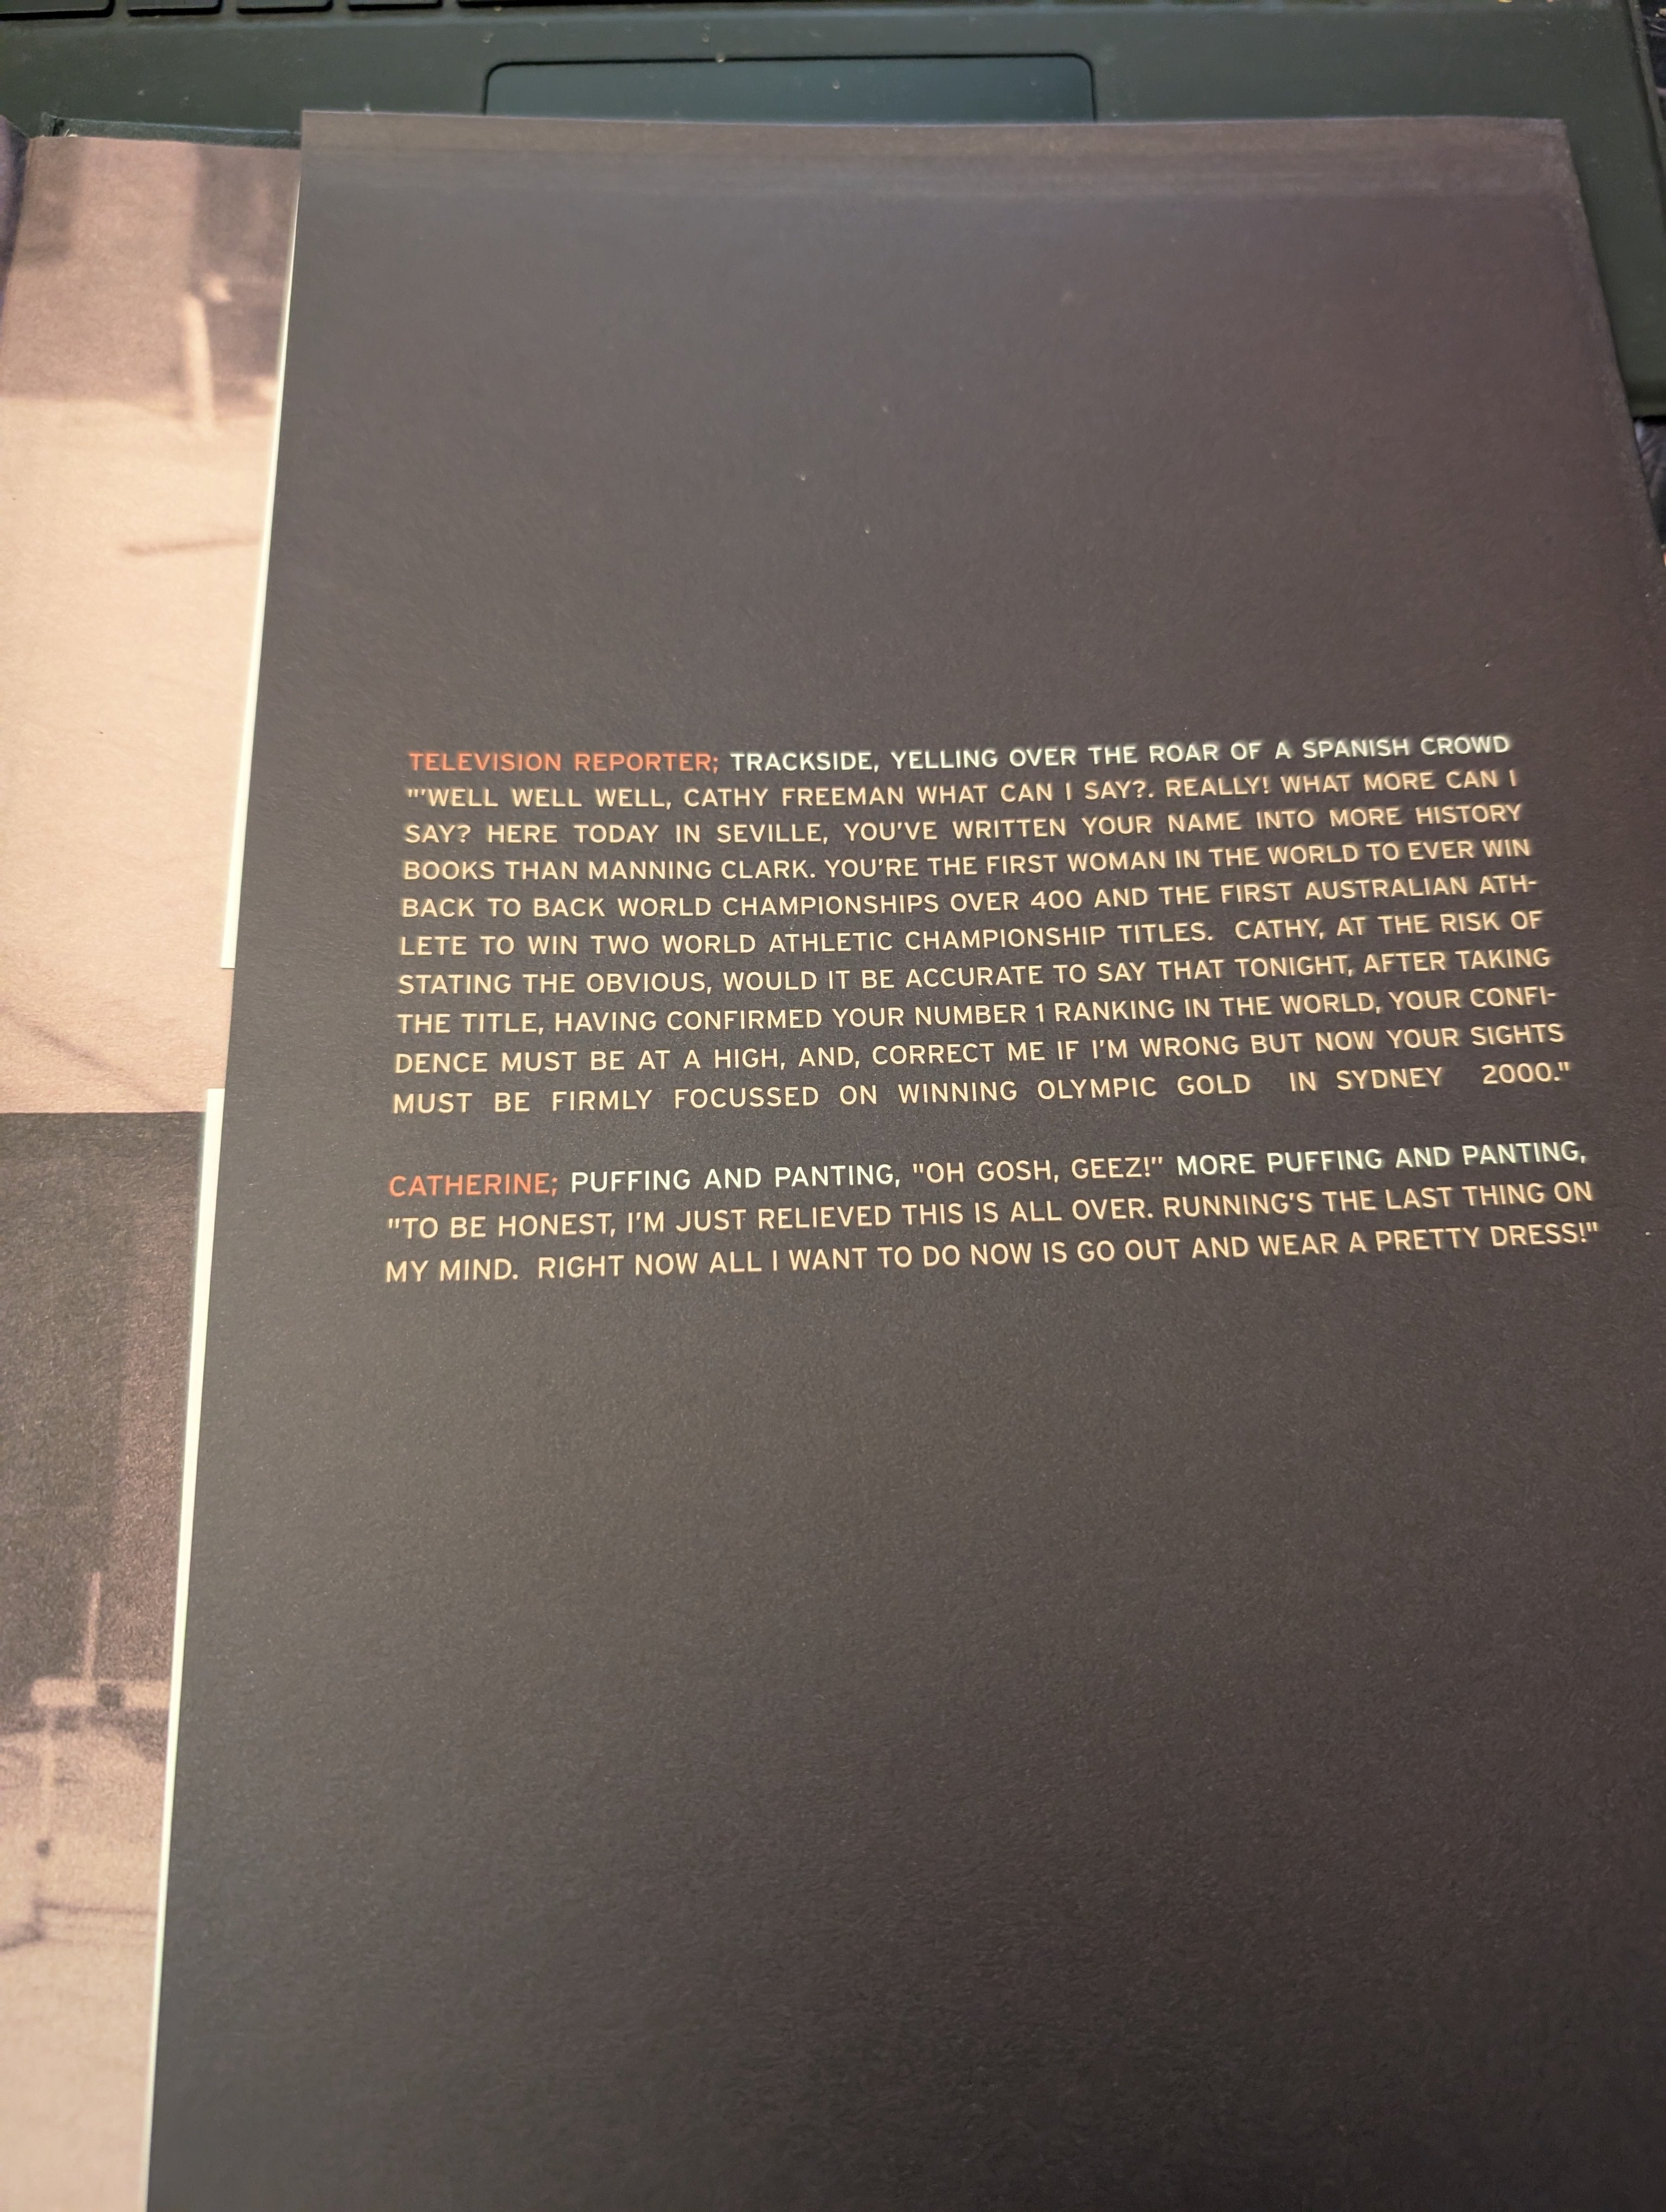 TELEVISION REPORTER; TRACKSIDE, YELLING OVER THE ROAR OF A SPANISH CROWD
"'WELL WELL WELL, CATHY FREEMAN WHAT CAN I SAY?. REALLY! WHAT MORE CAN I
SAY? HERE TODAY IN SEVILLE, YOU'VE WRITTEN YOUR NAME INTO MORE HISTORY
BOOKS THAN MANNING CLARK. YOU'RE THE FIRST WOMAN IN THE WORLD TO EVER WIN
BACK TO BACK WORLD CHAMPIONSHIPS OVER 400 AND THE FIRST AUSTRALIAN ATH-
LETE TO WIN TWO WORLD ATHLETIC CHAMPIONSHIP TITLES. CATHY, AT THE RISK OF
STATING THE OBVIOUS, WOULD IT BE ACCURATE TO SAY THAT TONIGHT, AFTER TAKING
THE TITLE, HAVING CONFIRMED YOUR NUMBER 1 RANKING IN THE WORLD, YOUR CONFI-
DENCE MUST BE AT A HIGH, AND, CORRECT ME IF I'M WRONG BUT NOW YOUR SIGHTS
MUST BE FIRMLY FOCUSSED ON WINNING OLYMPIC GOLD IN SYDNEY 2000."
CATHERINE; PUFFING AND PANTING, "OH GOSH, GEEZ!" MORE PUFFING AND PANTING,
"TO BE HONEST, I'M JUST RELIEVED THIS IS ALL OVER. RUNNING'S THE LAST THING ON
MY MIND. RIGHT NOW ALL I WANT TO DO NOW IS GO OUT AND WEAR A PRETTY DRESS!"